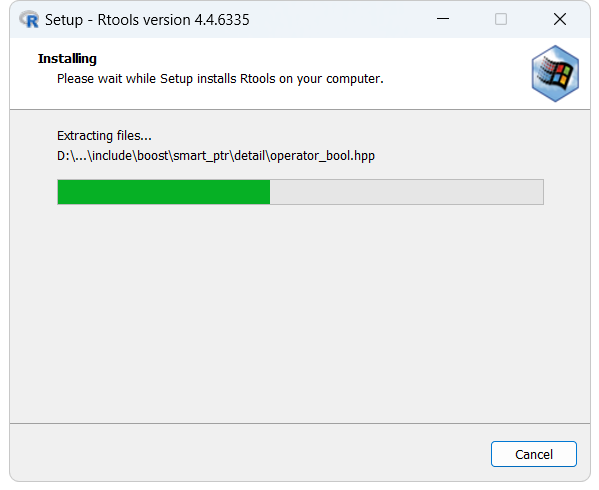 Setup - Rtools version 4.4.6335
Installing
Please wait while Setup installs Rtools on your computer.
Extracting files...
D:\...\include\boost\smart_ptr\detail\operator_bool.hpp
Cancel